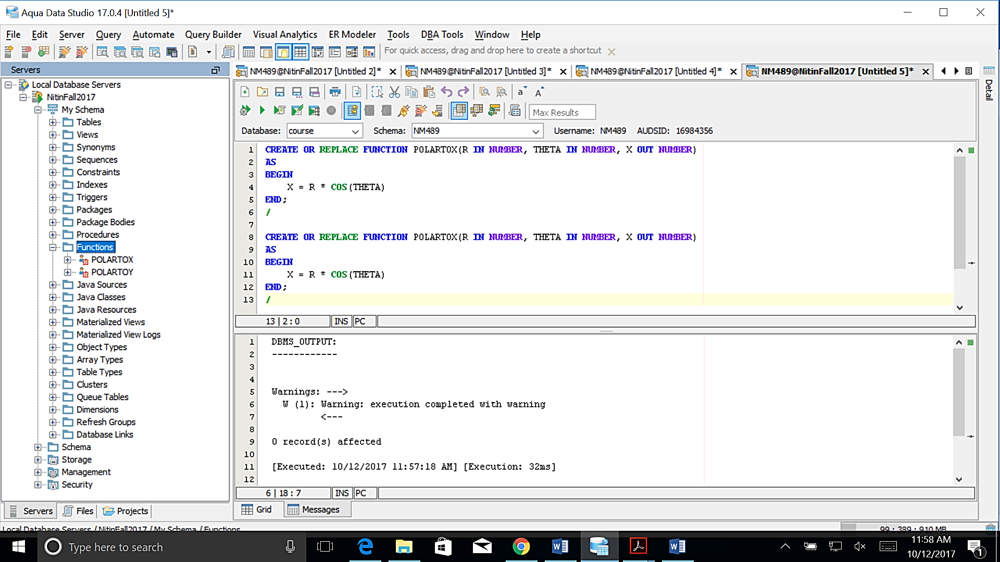 Aqua Data Studio 17.0.4 [Untitled 5]*
File Edit Server Query Automate Query Builder Visual Analytics ER Modeler Tools DBA Tools Window Help
For quick access, drag and drop here to create a shortcut
Servers
NM489@NitinFall2017 [Untitled 2]* NM489@NitinFall2017 [Untitled 3]* NM489@NitinFall2017 [Untitled 4]* NM489@NitinFall2017 [Untitled 5]*
Detail
Local Database Servers
NitinFall2017
My Schema
Tables
Views
Synonyms
Sequences
Constraints
Indexes
Triggers
Packages
Package Bodies
Procedures
Functions
POLARTOX
POLARTOY
Java Sources
Java Classes
Java Resources
Materialized Views
Materialized View Logs
Object Types
Array Types
Table Types
Clusters
Queue Tables
Dimensions
Refresh Groups
Database Links
Schema
Storage
Management
Security
Servers Files Projects
a A
Max Results
Database: course Schema: NM489 Username: NM489 AUDSID: 16984356
1 CREATE OR REPLACE FUNCTION POLARTOX(R IN NUMBER, THETA IN NUMBER, X OUT NUMBER)
2 AS
3 BEGIN
4 X = R * COS(THETA)
5 END;
6 /
7
8 CREATE OR REPLACE FUNCTION POLARTOX(R IN NUMBER, THETA IN NUMBER, X OUT NUMBER)
9 AS
10 BEGIN
11 X = R * COS(THETA)
12 END;
13 /
13 | 2 : 0 INS PC
1 DBMS_OUTPUT:
2 ------------
3
4
5 Warnings: --->
6 W (1): Warning: execution completed with warning
7 <---
8
9 0 record(s) affected
10
11 [Executed: 10/12/2017 11:57:18 AM] [Execution: 32ms]
12
6 | 18 : 7 INS PC
Grid Messages
Local Database Servers / NitinFall2017 / My Schema / Functions
99 : 389 : 910 MB
Type here to search
11:58 AM
10/12/2017
1